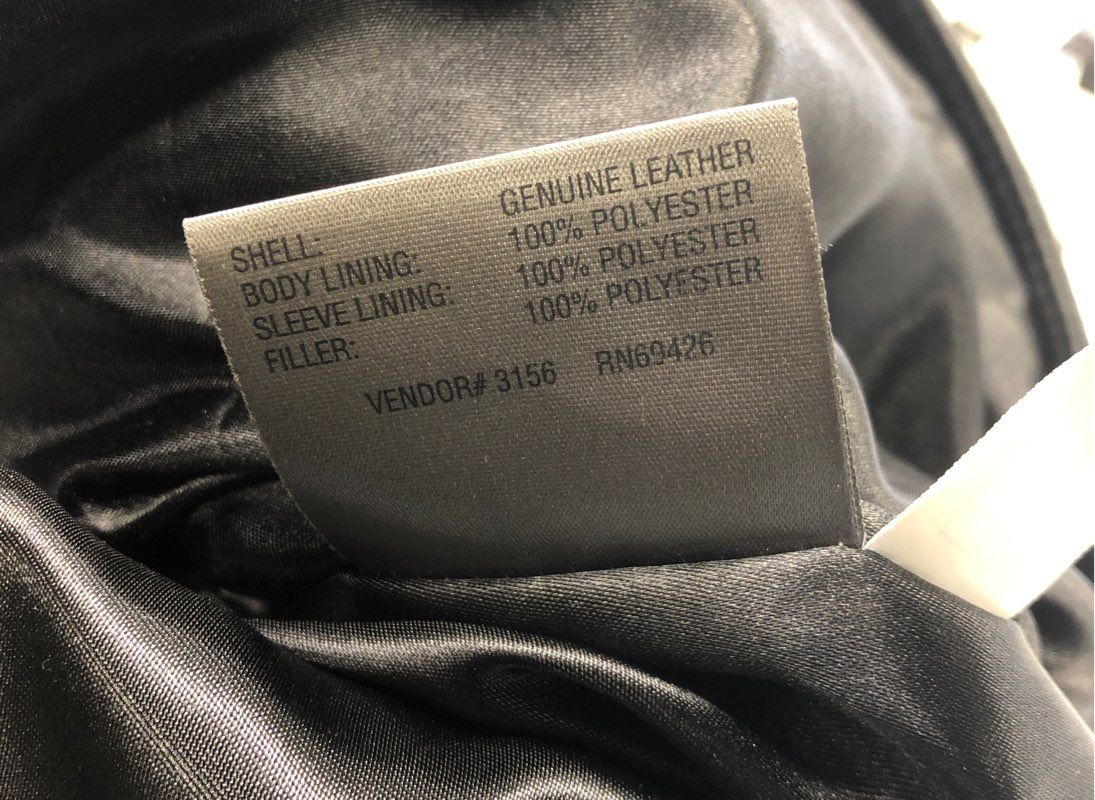 SHELL: GENUINE LEATHER
BODY LINING: 100% POLYESTER
SLEEVE LINING: 100% POLYESTER
FILLER: 100% POLYESTER
VENDOR# 3156 RN69426